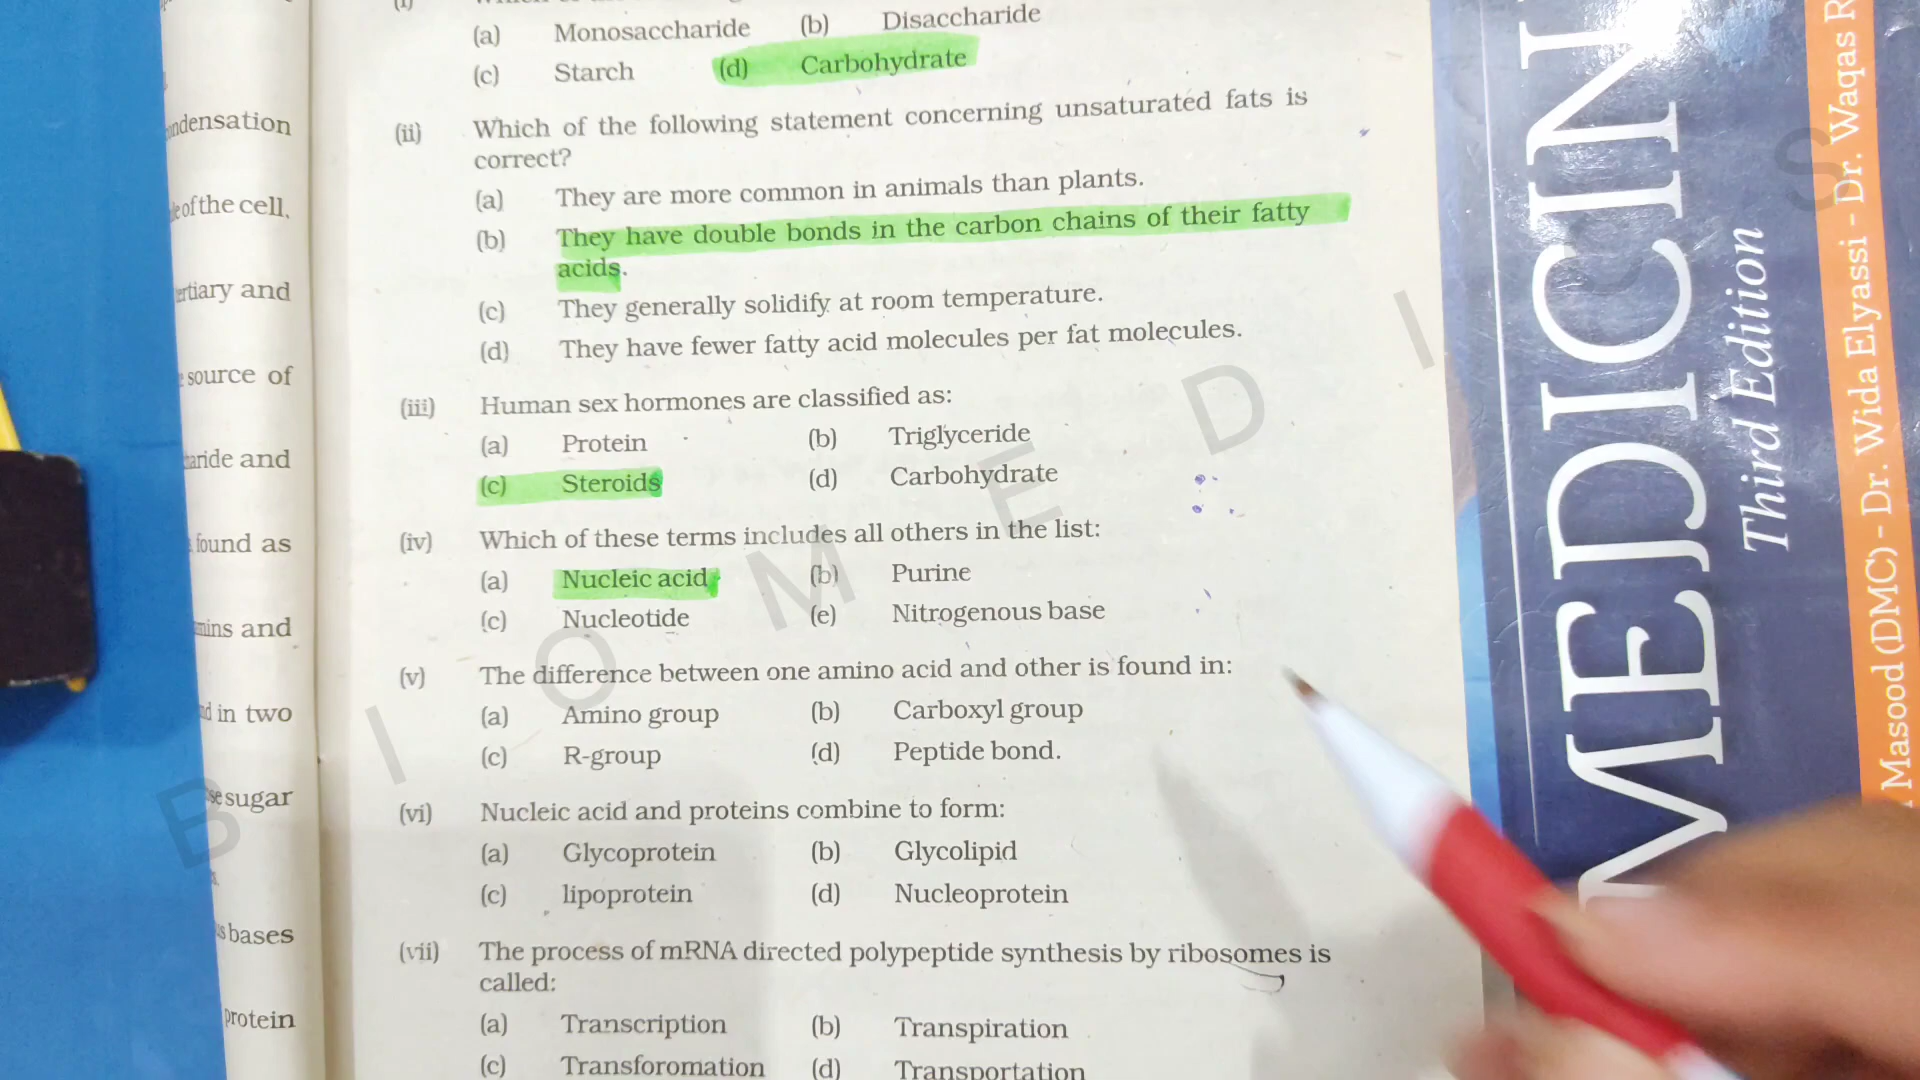 (i)
(a) Monosaccharide (b) Disaccharide
(c) Starch (d) Carbohydrate
(ii) Which of the following statement concerning unsaturated fats is
correct?
(a) They are more common in animals than plants.
(b) They have double bonds in the carbon chains of their fatty
acids.
(c) They generally solidify at room temperature.
(d) They have fewer fatty acid molecules per fat molecules.
(iii) Human sex hormones are classified as:
(a) Protein (b) Triglyceride
(c) Steroids (d) Carbohydrate
(iv) Which of these terms includes all others in the list:
(a) Nucleic acid (b) Purine
(c) Nucleotide (e) Nitrogenous base
(v) The difference between one amino acid and other is found in:
(a) Amino group (b) Carboxyl group
(c) R-group (d) Peptide bond.
(vi) Nucleic acid and proteins combine to form:
(a) Glycoprotein (b) Glycolipid
(c) lipoprotein (d) Nucleoprotein
(vii) The process of mRNA directed polypeptide synthesis by ribosomes is
called:
(a) Transcription (b) Transpiration
(c) Transforomation (d) Transportation
ndensation
of the cell,
rtiary and
source of
aride and
found as
mins and
in two
sugar
bases
protein
MEDICIN
Third Edition
Masood (DMC) - Dr. Wida Elyassi - Dr. Waqas R
B I O M E D I S